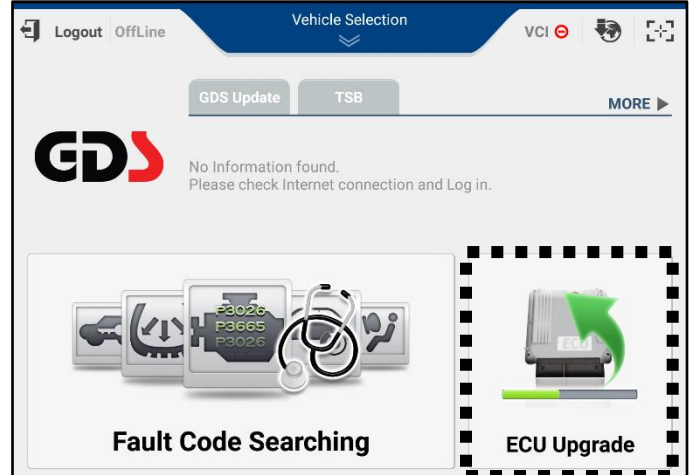 Logout OffLine Vehicle Selection VCI
GDS Update TSB MORE
GDS
No Information found.
Please check Internet connection and Log in.
P3026
P3665
P3026
ECU
Fault Code Searching
ECU Upgrade